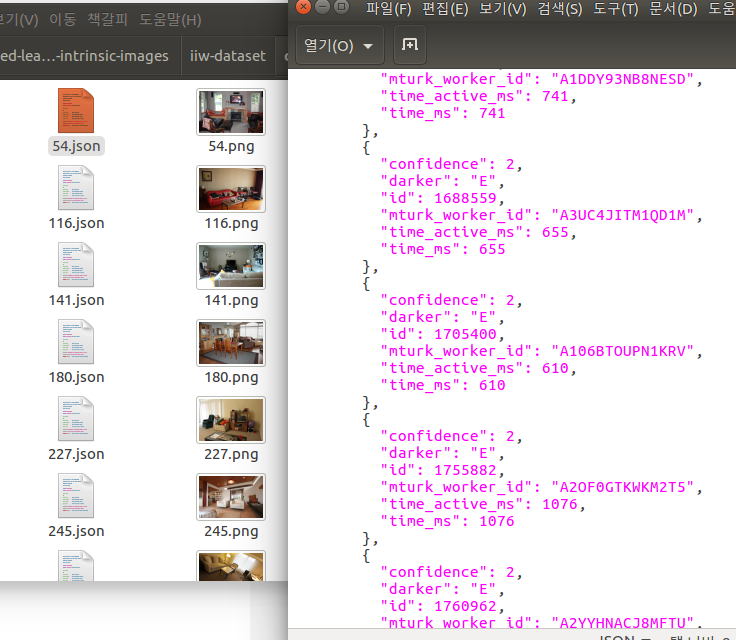 보기(V) 이동 책갈피 도움말(H)
ed-lea…-intrinsic-images
iiw-dataset
54.json
54.png
116.json
116.png
141.json
141.png
180.json
180.png
227.json
227.png
245.json
245.png
파일(F) 편집(E) 보기(V) 검색(S) 도구(T) 문서(D) 도움
열기(O)
"mturk_worker_id": "A1DDY93NB8NESD",
"time_active_ms": 741,
"time_ms": 741
},
{
"confidence": 2,
"darker": "E",
"id": 1688559,
"mturk_worker_id": "A3UC4JITM1QD1M",
"time_active_ms": 655,
"time_ms": 655
},
{
"confidence": 2,
"darker": "E",
"id": 1705400,
"mturk_worker_id": "A106BTOUPN1KRV",
"time_active_ms": 610,
"time_ms": 610
},
{
"confidence": 2,
"darker": "E",
"id": 1755882,
"mturk_worker_id": "A2OF0GTKWKM2T5",
"time_active_ms": 1076,
"time_ms": 1076
},
{
"confidence": 2,
"darker": "E",
"id": 1760962,
"mturk_worker_id": "A2YYHNACJ8MFTU",
JSON